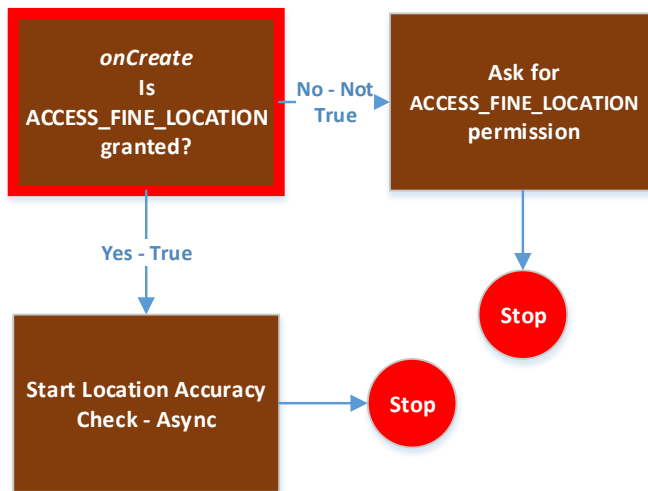 onCreate
Is
ACCESS_FINE_LOCATION
granted?
No - Not
True
Ask for
ACCESS_FINE_LOCATION
permission
Yes - True
Stop
Start Location Accuracy
Check - Async
Stop